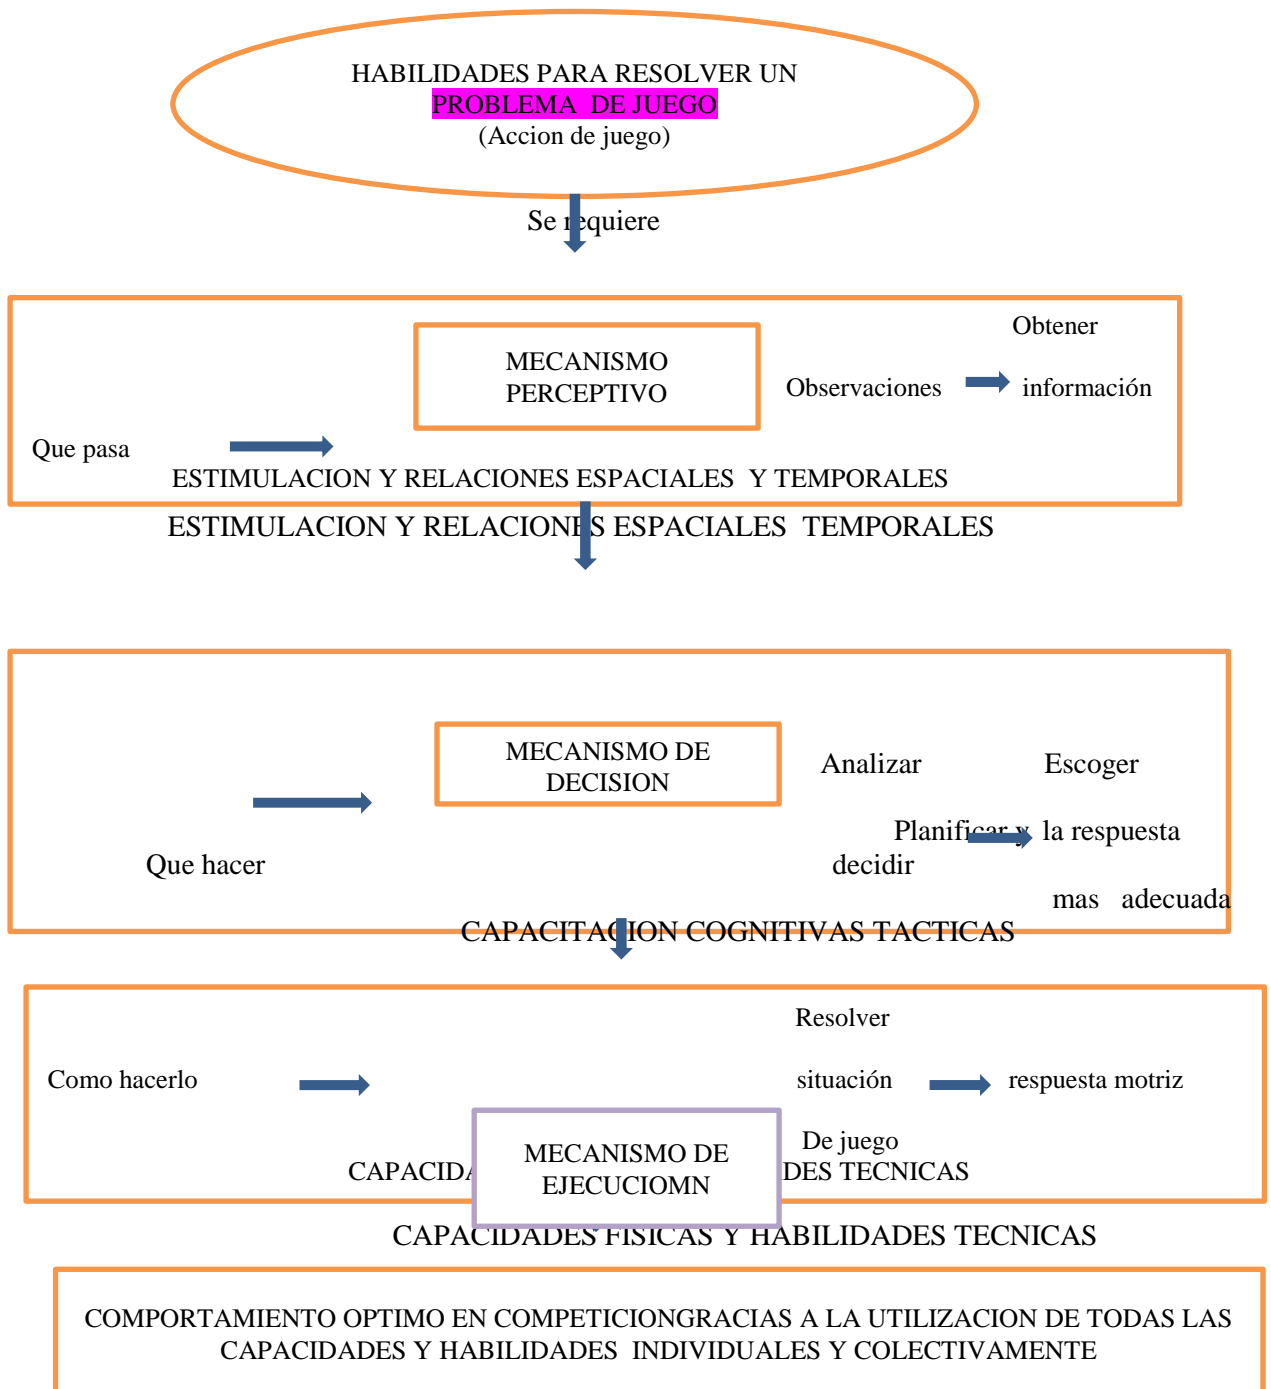 HABILIDADES PARA RESOLVER UN
PROBLEMA DE JUEGO
(Accion de juego)
Se requiere
Obtener
MECANISMO
PERCEPTIVO
Observaciones
información
Que pasa
ESTIMULACION Y RELACIONES ESPACIALES Y TEMPORALES
ESTIMULACION Y RELACIONES ESPACIALES TEMPORALES
MECANISMO DE
DECISION
Analizar
Escoger
Planificar y la respuesta
Que hacer
decidir
mas adecuada
CAPACITACION COGNITIVAS TACTICAS
Resolver
Como hacerlo
situación
respuesta motriz
De juego
MECANISMO DE
EJECUCIOMN
TECNICAS
CAPACIDADES FISICAS Y HABILIDADES TECNICAS
COMPORTAMIENTO OPTIMO EN COMPETICIONGRACIAS A LA UTILIZACION DE TODAS LAS
CAPACIDADES Y HABILIDADES INDIVIDUALES Y COLECTIVAMENTE